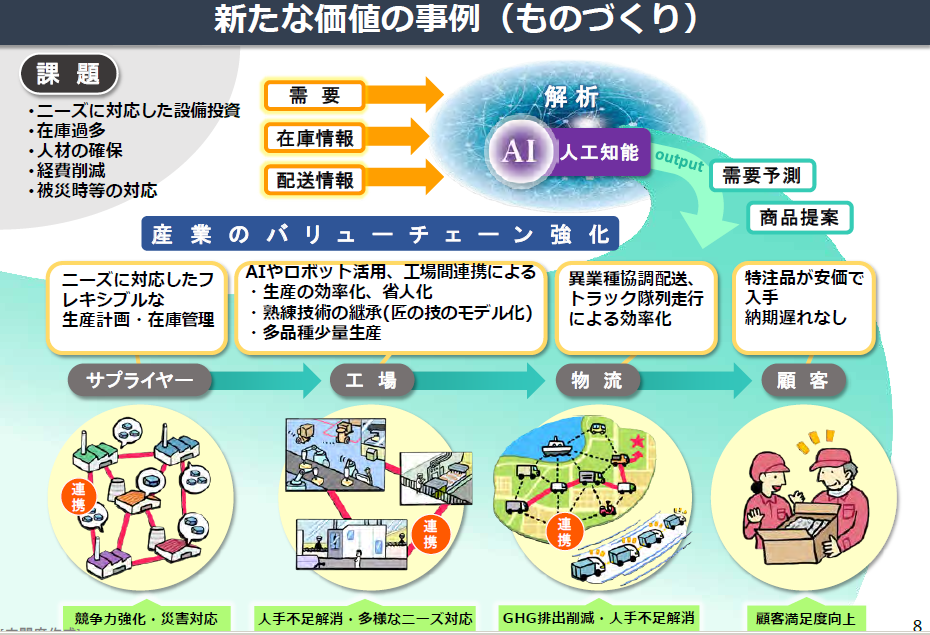 新たな価値の事例（ものづくり）
課 題
・ニーズに対応した設備投資
・在庫過多
・人材の確保
・経費削減
・被災時等の対応
需 要
在庫情報
配送情報
解 析
AI 人工知能
output
需要予測
商品提案
産業のバリューチェーン強化
ニーズに対応したフ
レキシブルな
生産計画・在庫管理
AIやロボット活用、工場間連携による
・生産の効率化、省人化
・熟練技術の継承(匠の技のモデル化)
・多品種少量生産
異業種協調配送、
トラック隊列走行
による効率化
特注品が安価で
入手
納期遅れなし
サプライヤー
工 場
物 流
顧 客
連携
連携
連携
競争力強化・災害対応
人手不足解消・多様なニーズ対応
GHG排出削減・人手不足解消
顧客満足度向上
8